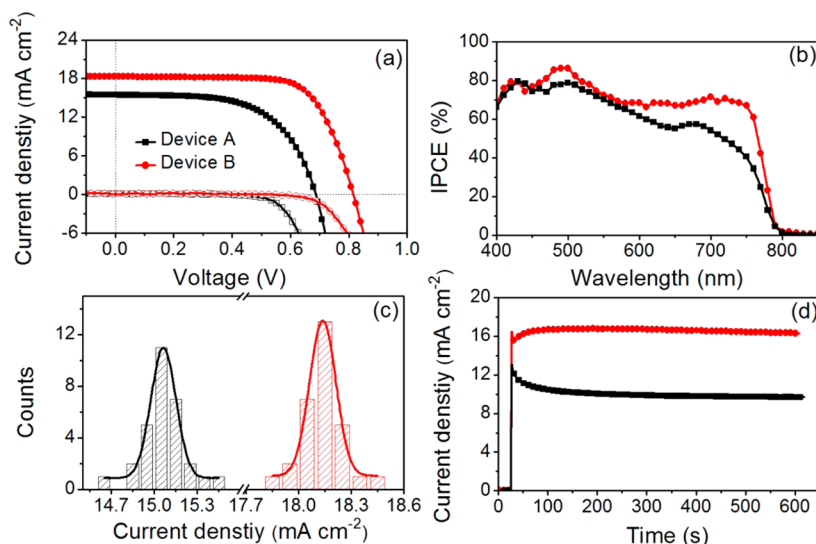 (a)
24
18
12
6
0
-6
Current denstiy (mA cm-2)
Device A
Device B
0.0 0.2 0.4 0.6 0.8 1.0
Voltage (V)
(b)
100
80
60
40
20
0
IPCE (%)
400 500 600 700 800
Wavelength (nm)
(c)
12
8
4
0
Counts
14.7 15.0 15.3 17.7 18.0 18.3 18.6
Current denstiy (mA cm-2)
(d)
20
16
12
8
4
0
Current denstiy (mA cm-2)
0 100 200 300 400 500 600
Time (s)